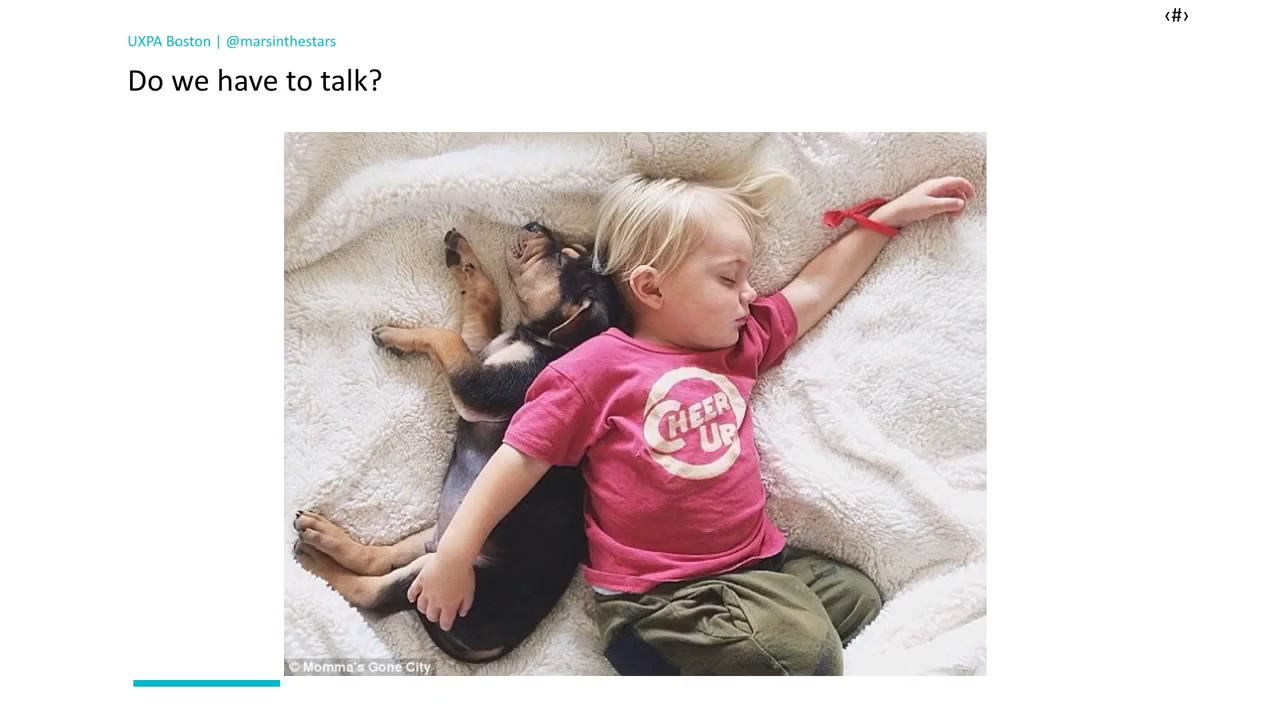 ‹#›
UXPA Boston | @marsinthestars
Do we have to talk?
CHEER
UP
© Momma's Gone City